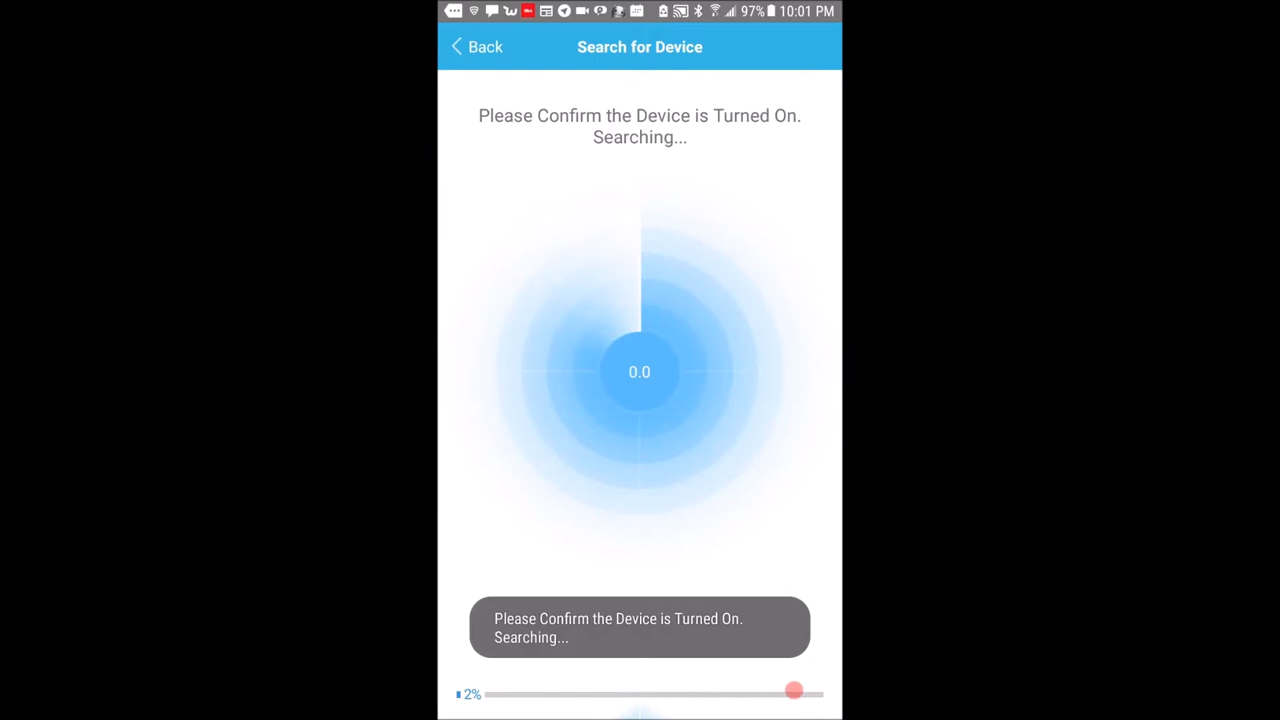 97% 10:01 PM
Back
Search for Device
Please Confirm the Device is Turned On.
Searching...
0.0
Please Confirm the Device is Turned On.
Searching...
2%